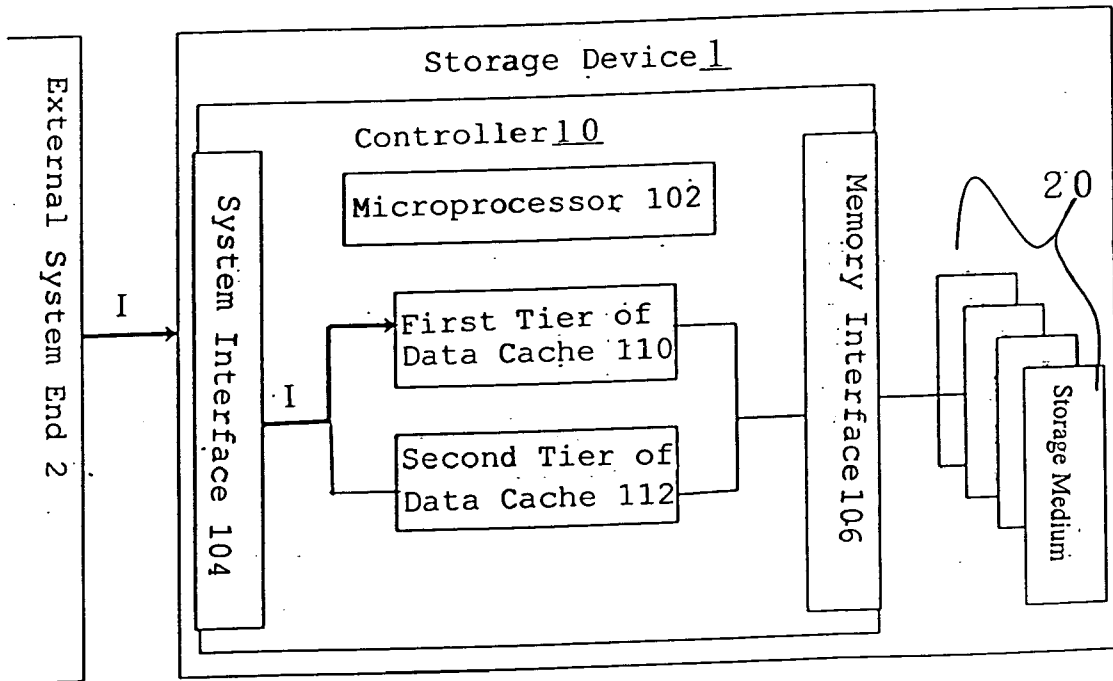 External System End 2
I
Storage Device 1
Controller 10
Microprocessor 102
System Interface 104
I
First Tier of
Data Cache 110
Second Tier of
Data Cache 112
Memory Interface 106
20
Storage Medium